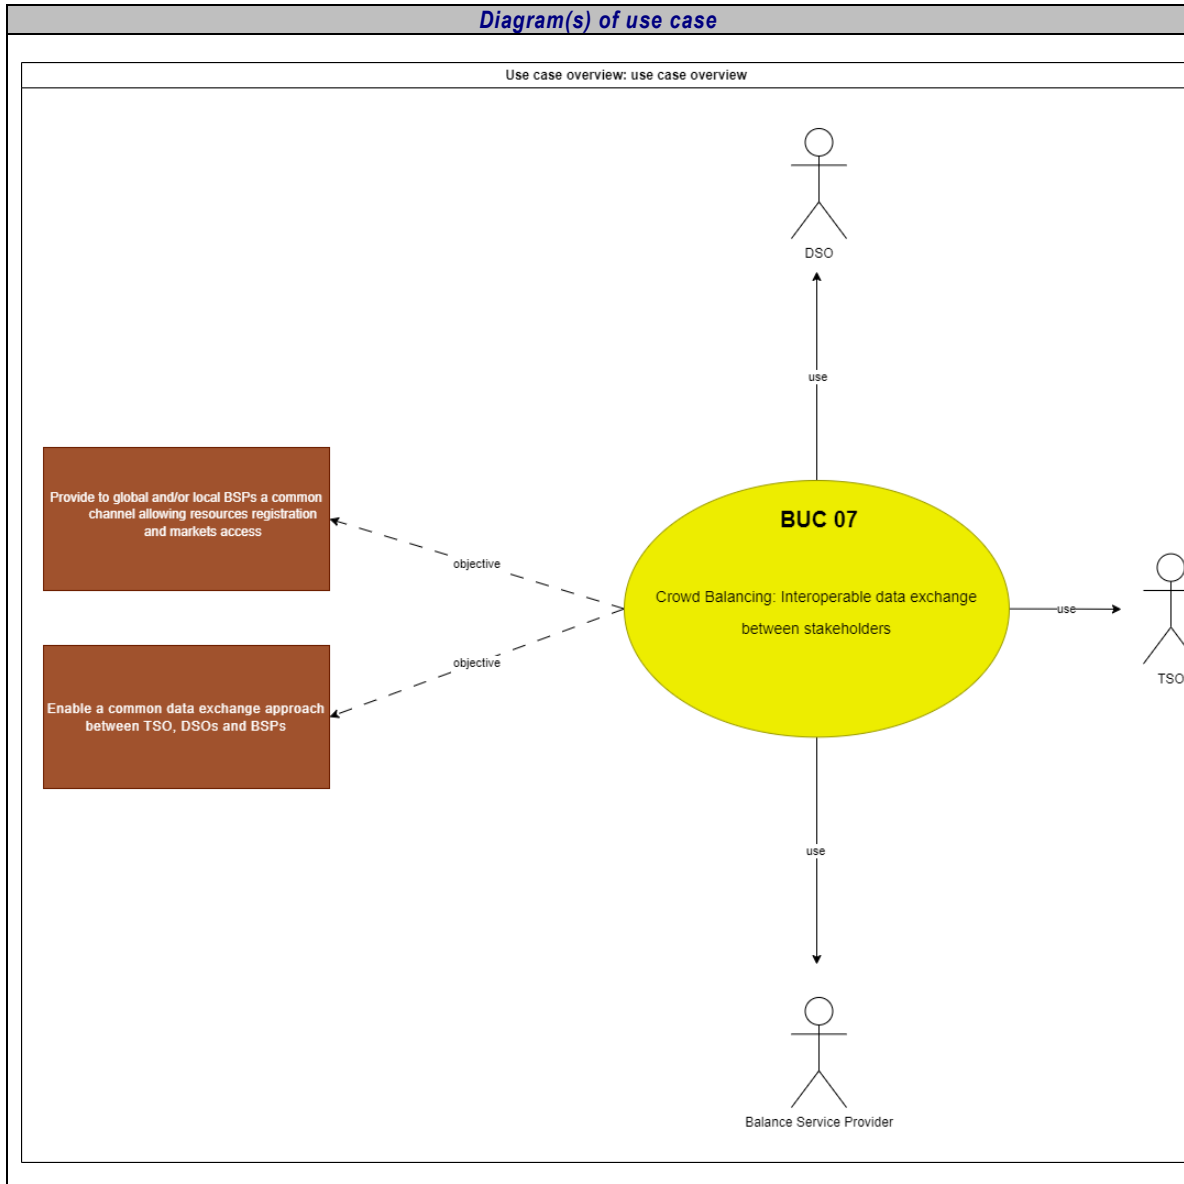 Diagram(s) of use case
Use case overview: use case overview
DSO
use
Provide to global and/or local BSPs a common
channel allowing resources registration
and markets access
objective
BUC 07
Crowd Balancing: Interoperable data exchange
between stakeholders
use
TSO
objective
Enable a common data exchange approach
between TSO, DSOs and BSPs
use
Balance Service Provider